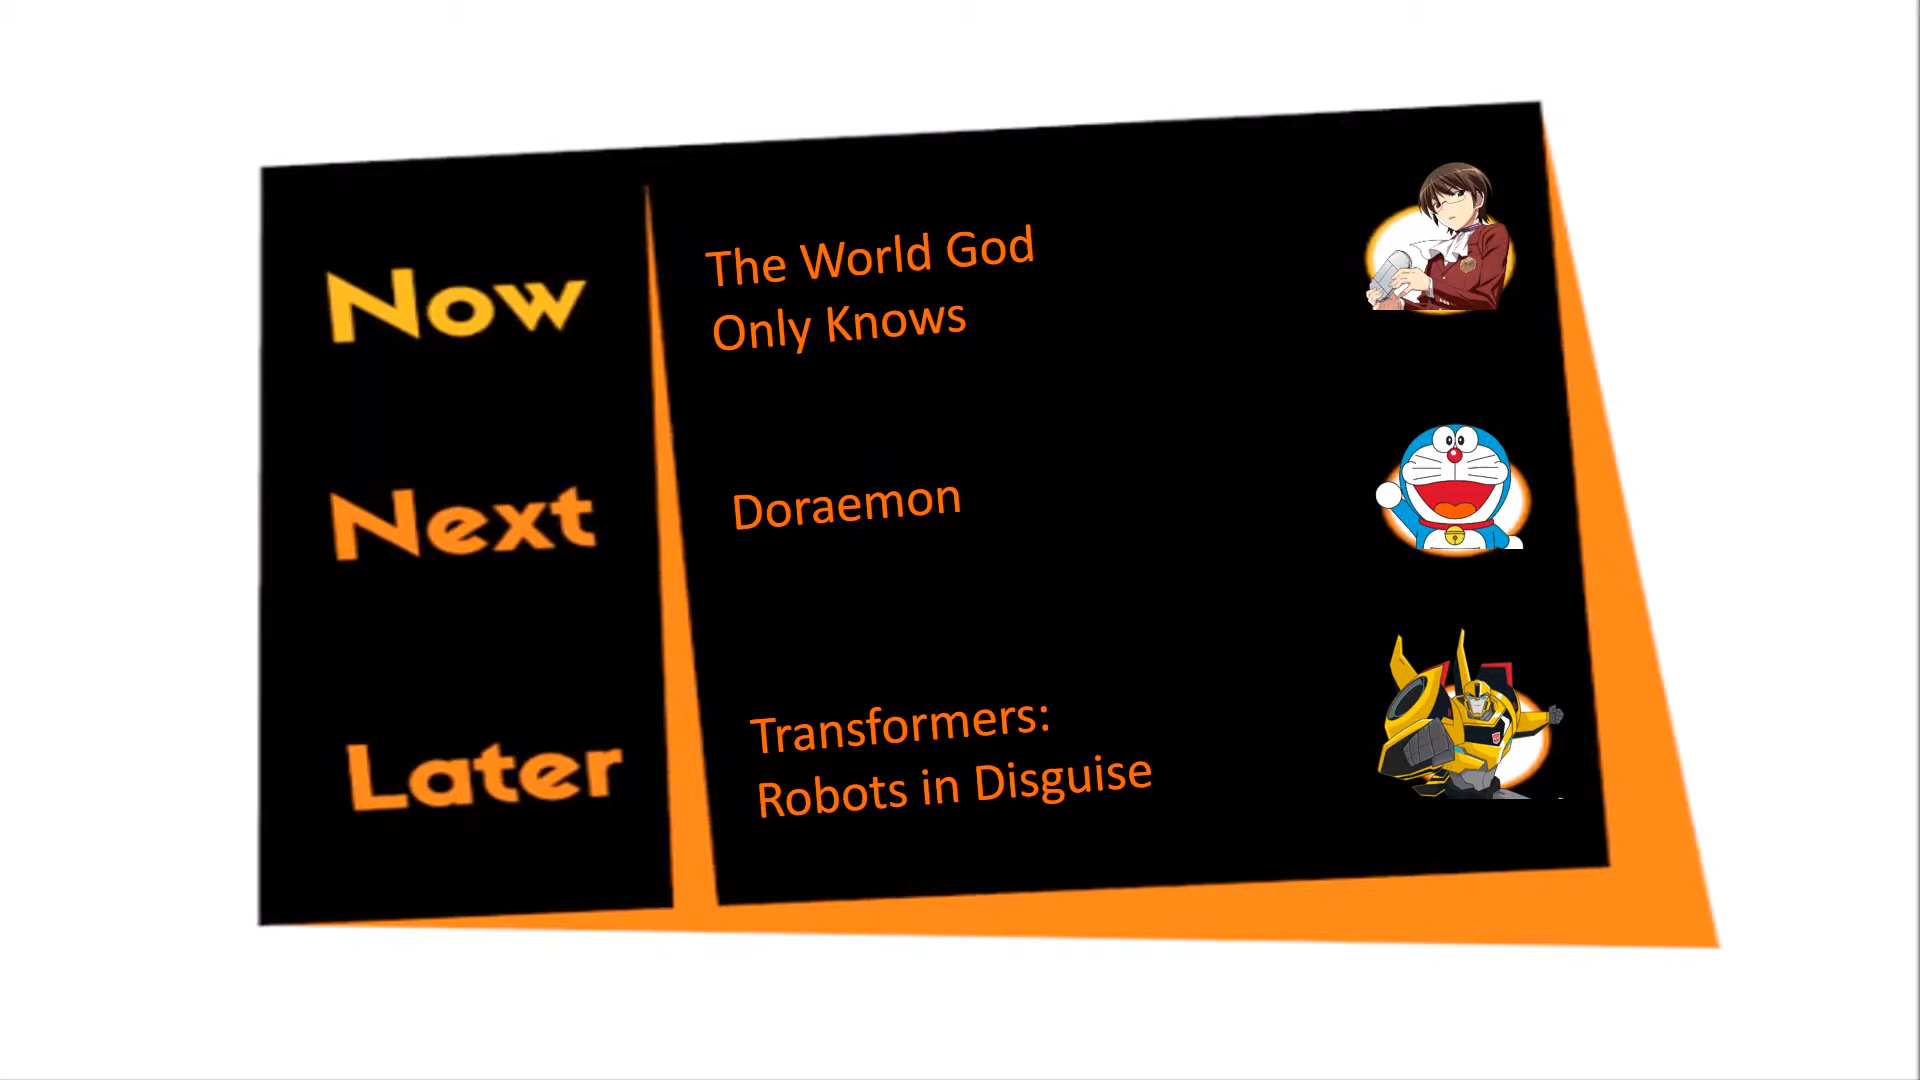 Now
The World God
Only Knows
Next
Doraemon
Later
Transformers:
Robots in Disguise